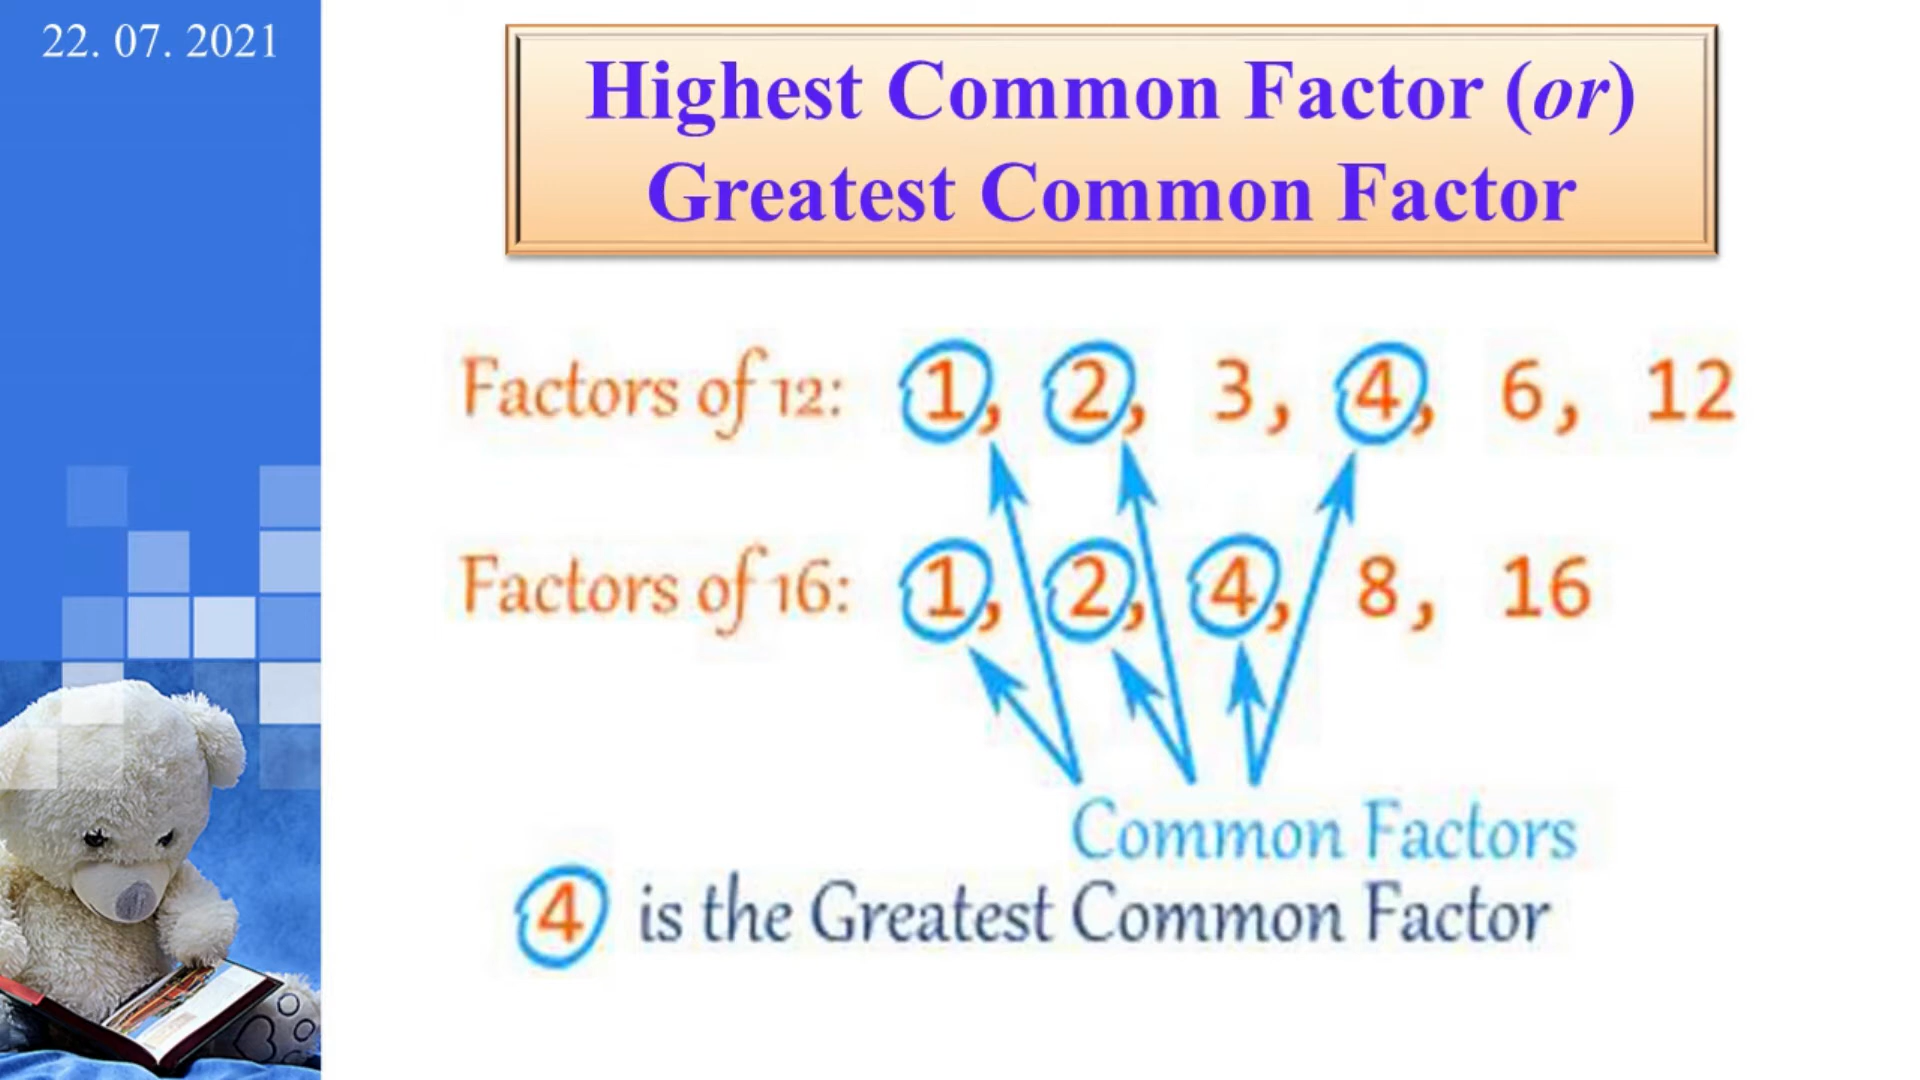 22. 07. 2021
Highest Common Factor (or)
Greatest Common Factor
Factors of 12: 1, 2, 3, 4, 6, 12
Factors of 16: 1, 2, 4, 8, 16
Common Factors
4 is the Greatest Common Factor